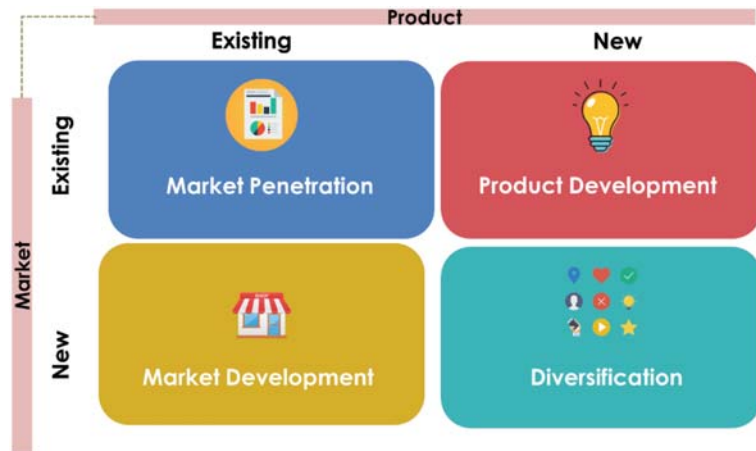 Product
Existing
New
Market
Existing
Market Penetration
Product Development
New
Market Development
Diversification